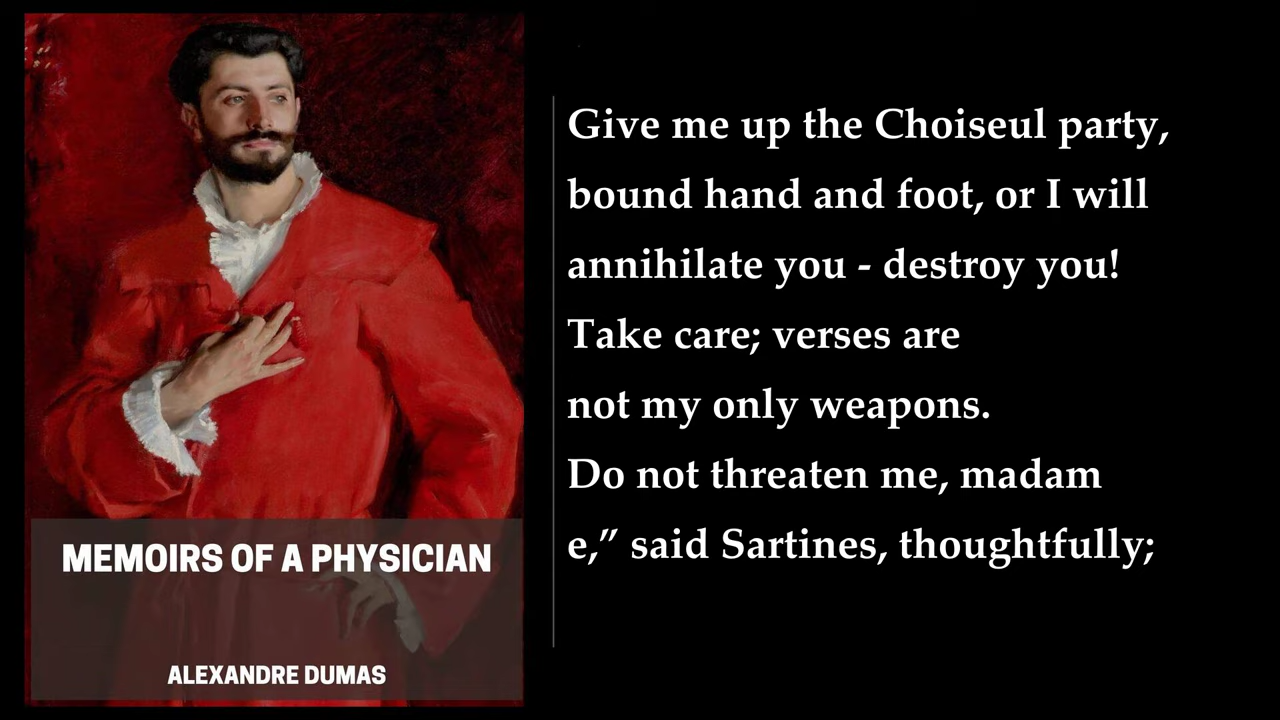 Give me up the Choiseul party,
bound hand and foot, or I will
annihilate you - destroy you!
Take care; verses are
not my only weapons.
Do not threaten me, madam
e,” said Sartines, thoughtfully;
MEMOIRS OF A PHYSICIAN
ALEXANDRE DUMAS